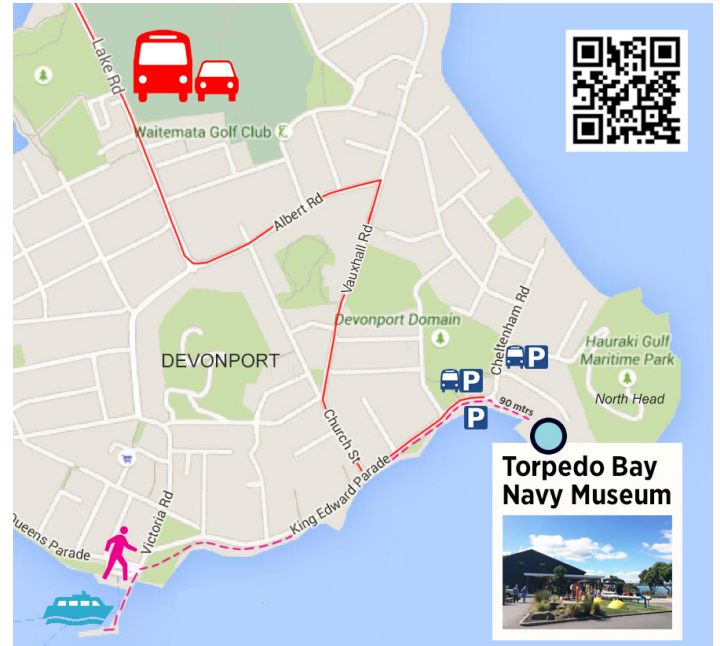 Lake Rd
Waitemata Golf Club
Albert Rd
Vauxhall Rd
Devonport Domain
Cheltenham Rd
P
Hauraki Gulf
Maritime Park
North Head
DEVONPORT
P
P
90 mtrs
Church St
King Edward Parade
Torpedo Bay
Navy Museum
Victoria Rd
Queens Parade